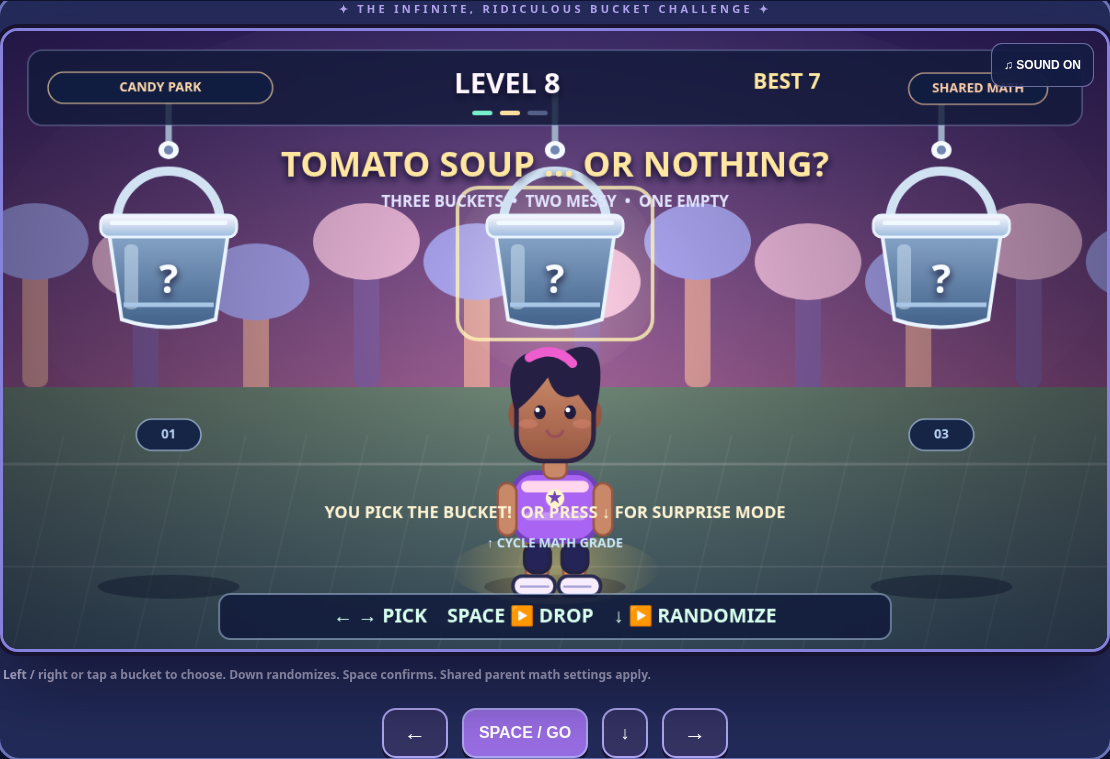 ✦ THE INFINITE, RIDICULOUS BUCKET CHALLENGE ✦
♫ SOUND ON
CANDY PARK
LEVEL 8
BEST 7
SHARED MATH
TOMATO SOUP ... OR NOTHING?
THREE BUCKETS • TWO MESSY • ONE EMPTY
?
?
?
01
03
YOU PICK THE BUCKET! OR PRESS ↓ FOR SURPRISE MODE
↑ CYCLE MATH GRADE
← → PICK SPACE ▶ DROP ↓ ▶ RANDOMIZE
Left / right or tap a bucket to choose. Down randomizes. Space confirms. Shared parent math settings apply.
←
SPACE / GO
↓
→